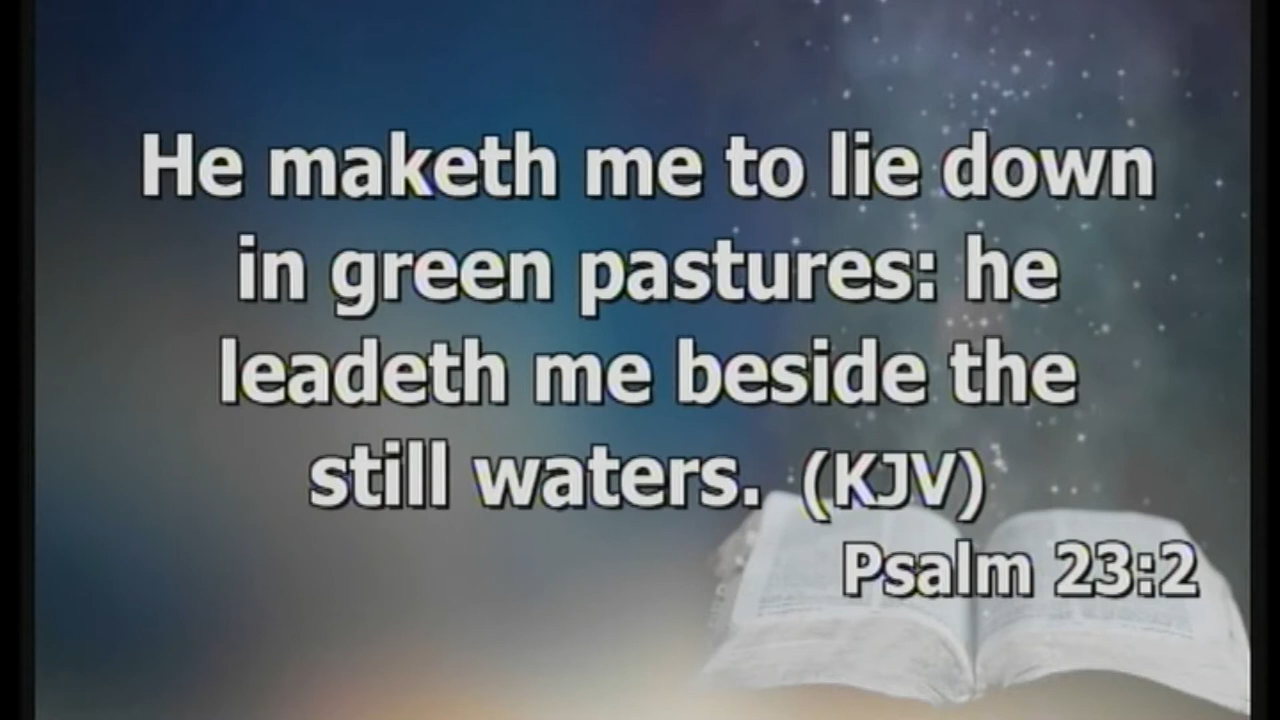 He maketh me to lie down
in green pastures: he
leadeth me beside the
still waters. (KJV)
Psalm 23:2